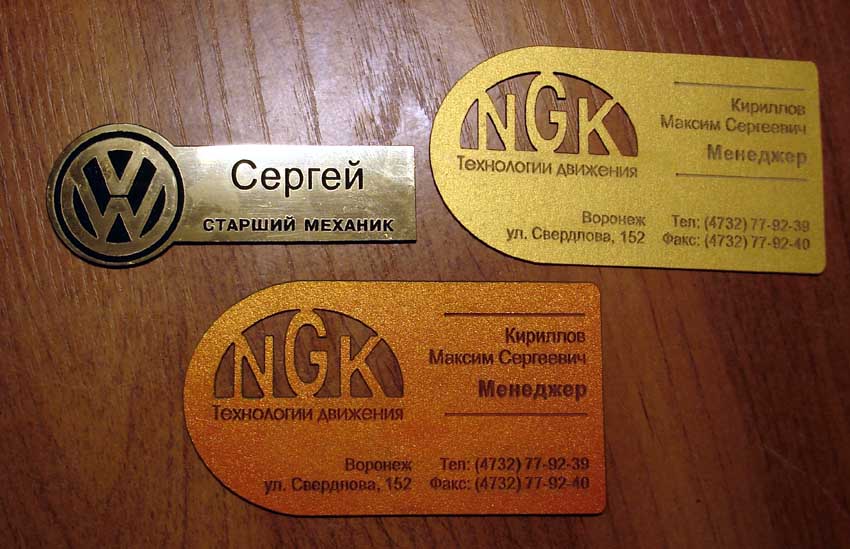 VW
Сергей
СТАРШИЙ МЕХАНИК
NGK
Технологии движения
Кириллов
Максим Сергеевич
Менеджер
Воронеж
ул. Свердлова, 152
Тел: (4732) 77-92-39
Факс: (4732) 77-92-40
NGK
Технологии движения
Кириллов
Максим Сергеевич
Менеджер
Воронеж
ул. Свердлова, 152
Тел: (4732) 77-92-39
Факс: (4732) 77-92-40